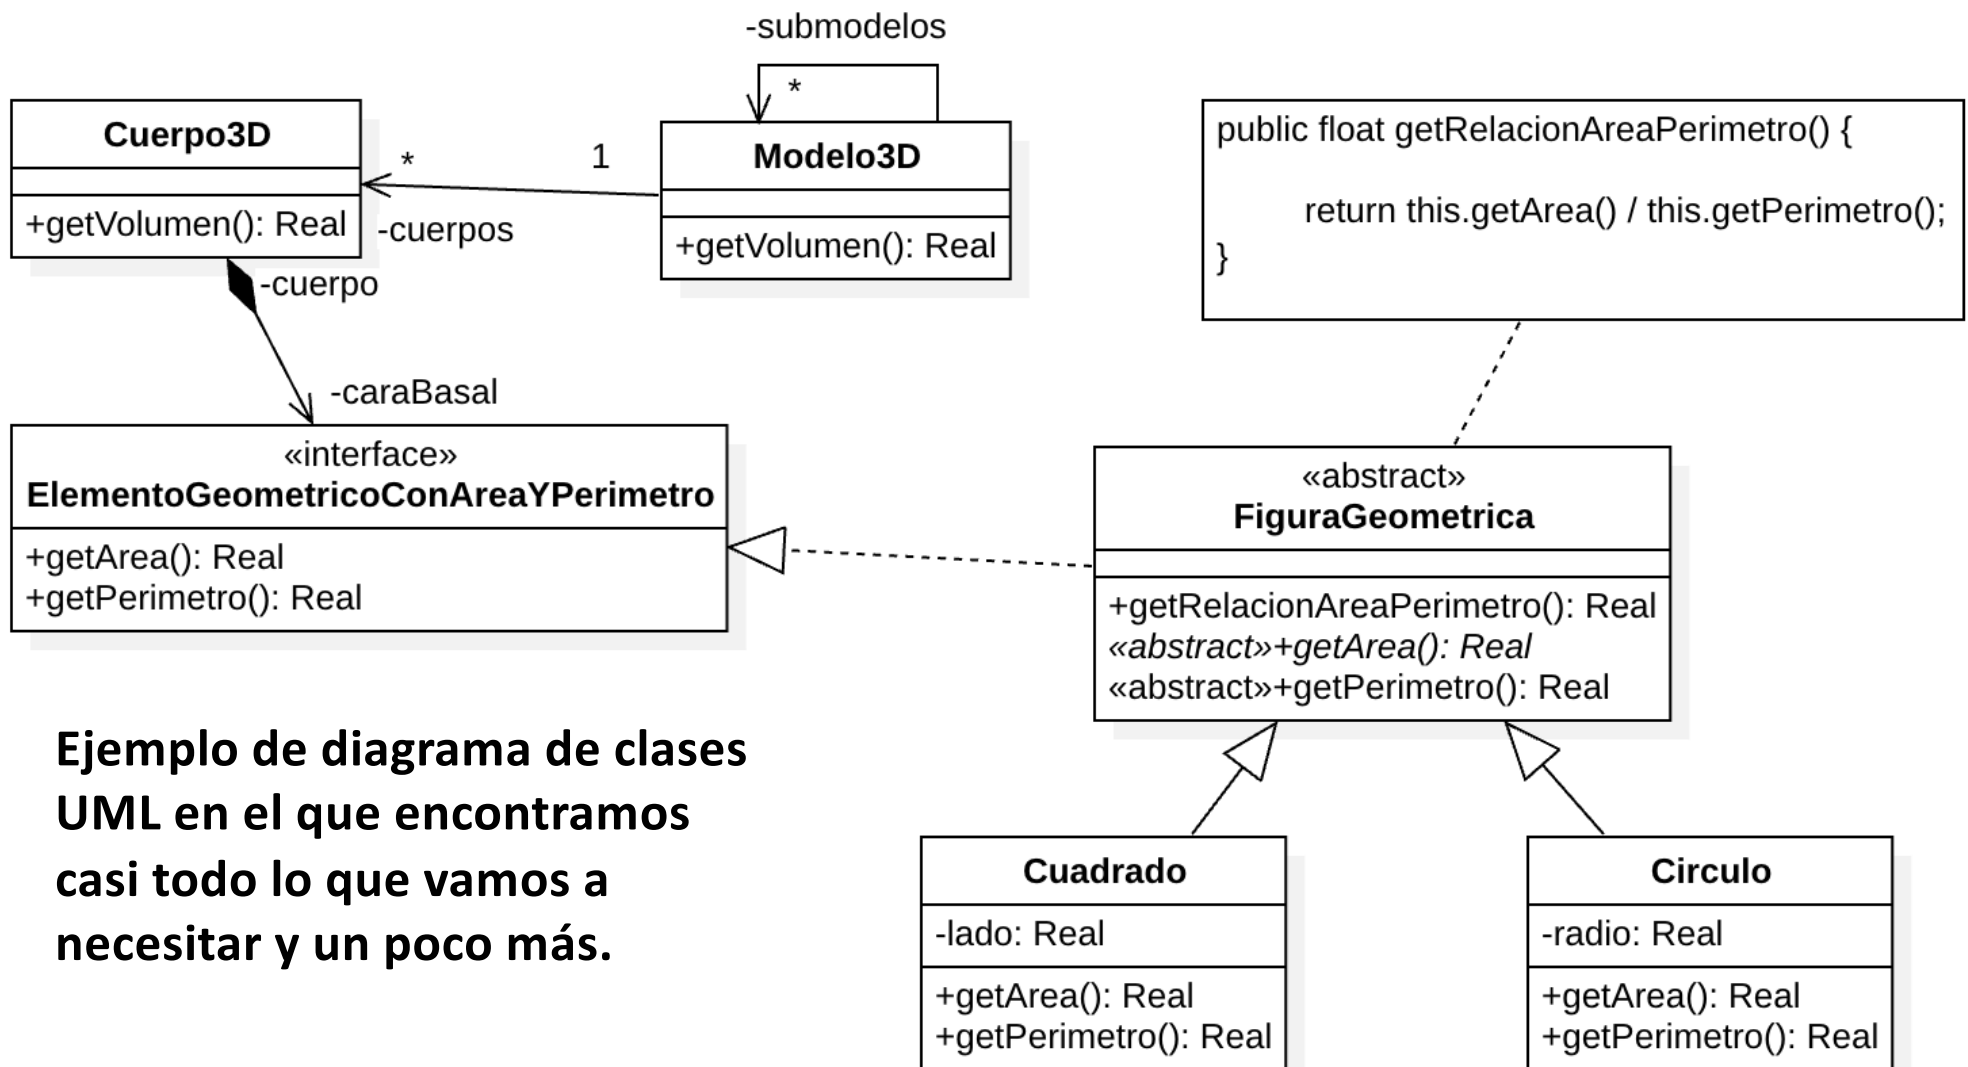 -submodelos
*
Cuerpo3D
+getVolumen(): Real
*
1
-cuerpos
Modelo3D
+getVolumen(): Real
public float getRelacionAreaPerimetro() {
return this.getArea() / this.getPerimetro();
}
-cuerpo
-caraBasal
«interface»
ElementoGeometricoConAreaYPerimetro
+getArea(): Real
+getPerimetro(): Real
«abstract»
FiguraGeometrica
+getRelacionAreaPerimetro(): Real
«abstract»+getArea(): Real
«abstract»+getPerimetro(): Real
Ejemplo de diagrama de clases
UML en el que encontramos
casi todo lo que vamos a
necesitar y un poco más.
Cuadrado
-lado: Real
+getArea(): Real
+getPerimetro(): Real
Circulo
-radio: Real
+getArea(): Real
+getPerimetro(): Real